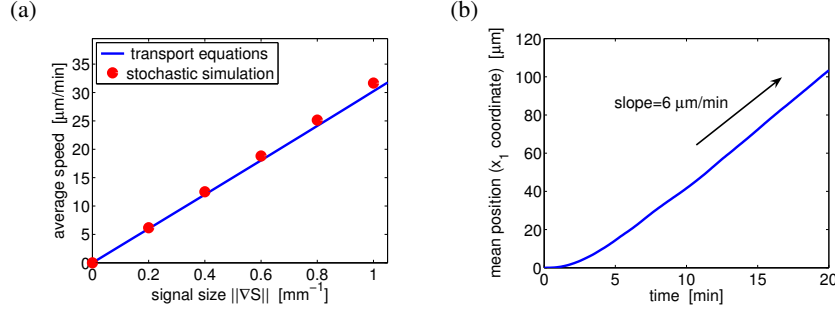 (a)
average speed [μm/min]
35
30
25
20
15
10
5
0
transport equations
stochastic simulation
0
0.2
0.4
0.6
0.8
1
signal size ||∇S|| [mm⁻¹]
(b)
mean position (x₁ coordinate) [μm]
120
100
80
60
40
20
0
slope=6 μm/min
0
5
10
15
20
time [min]